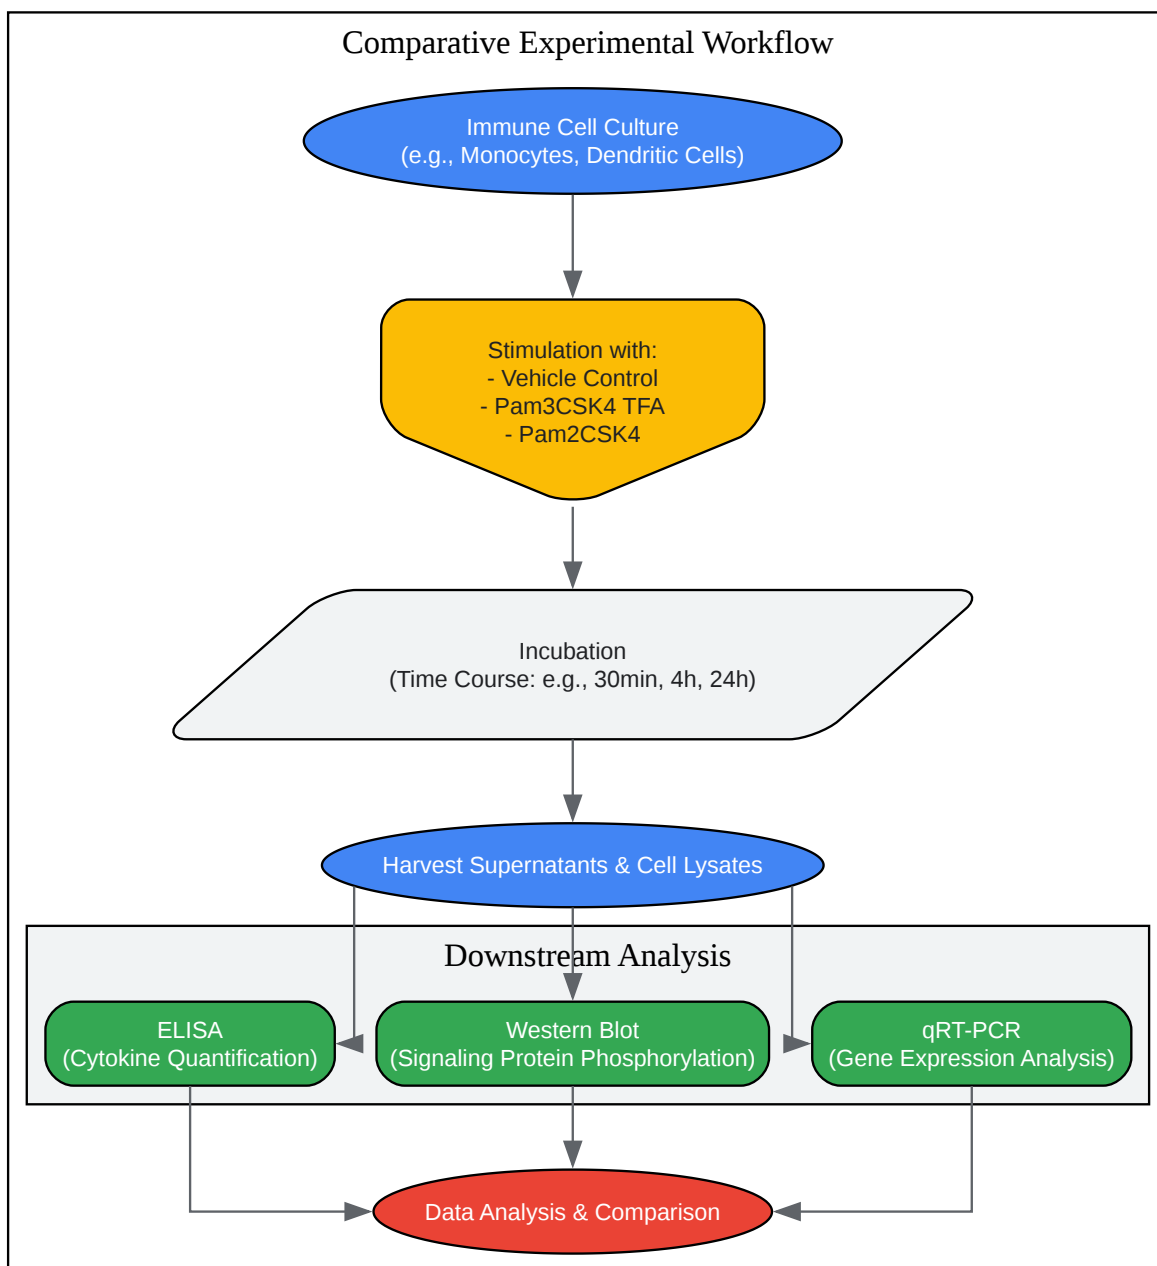 Comparative Experimental Workflow
Immune Cell Culture
(e.g., Monocytes, Dendritic Cells)
Stimulation with:
- Vehicle Control
- Pam3CSK4 TFA
- Pam2CSK4
Incubation
(Time Course: e.g., 30min, 4h, 24h)
Harvest Supernatants & Cell Lysates
Downstream Analysis
ELISA
(Cytokine Quantification)
Western Blot
(Signaling Protein Phosphorylation)
qRT-PCR
(Gene Expression Analysis)
Data Analysis & Comparison